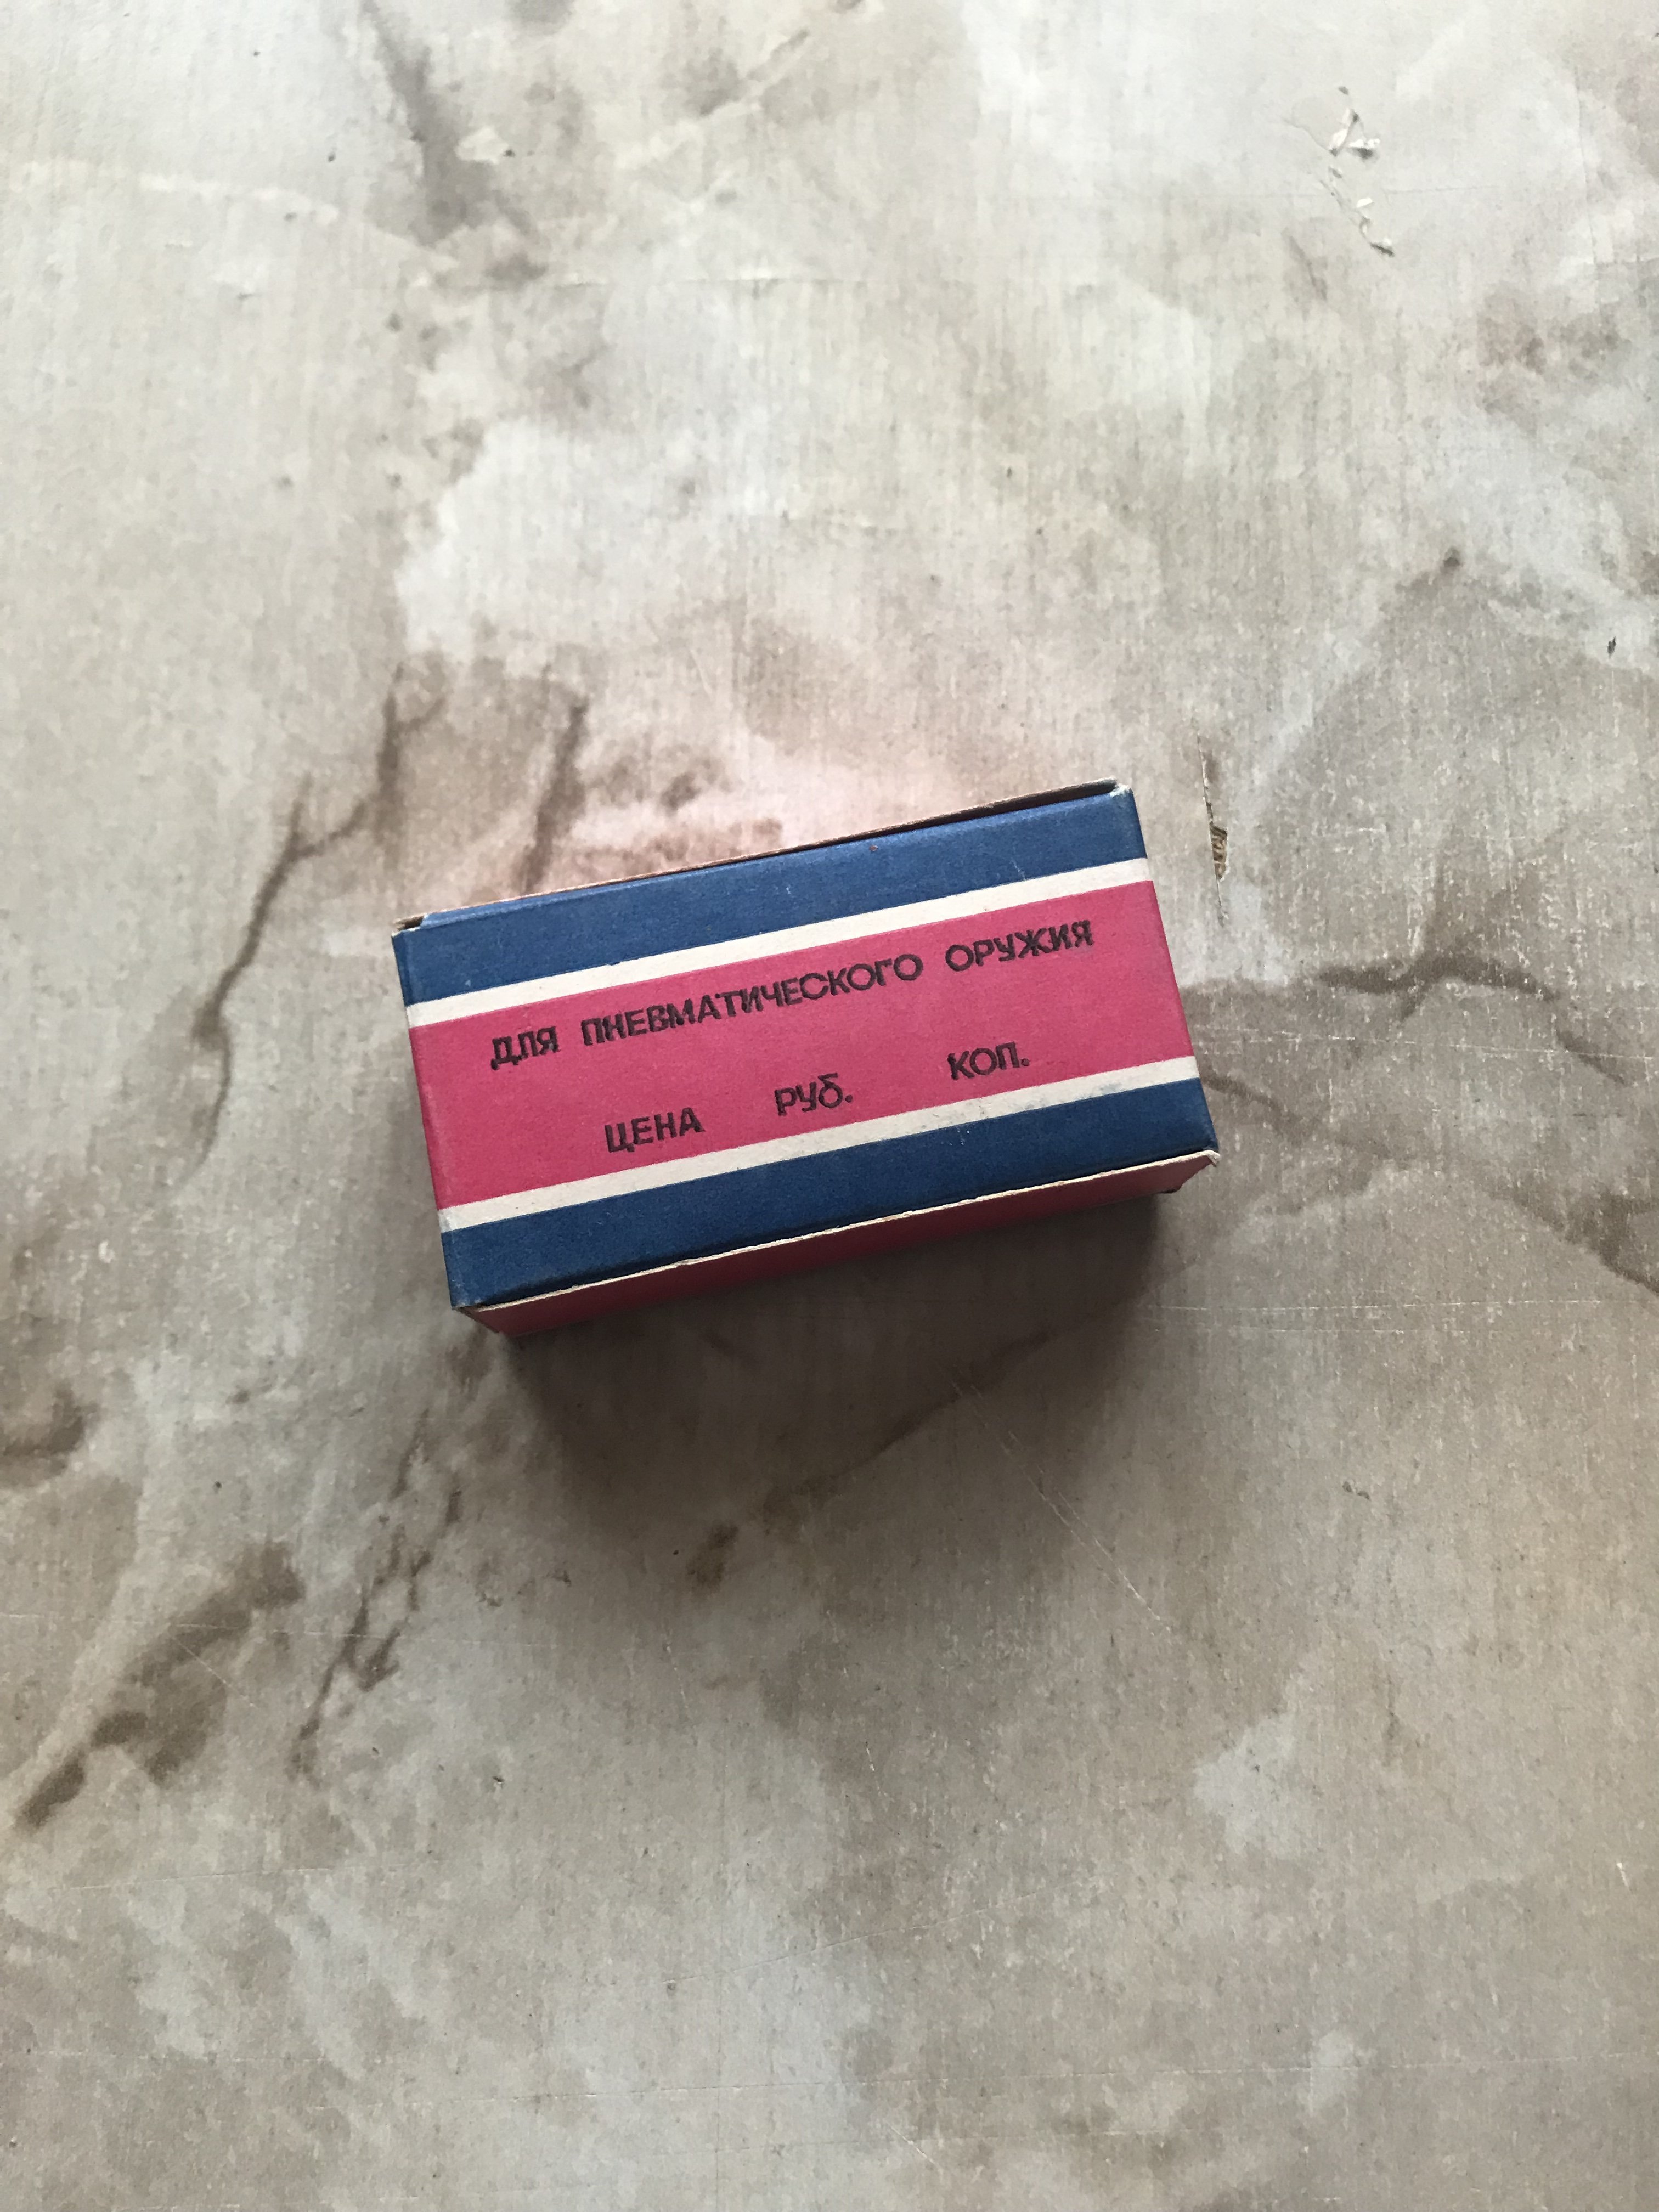 ДЛЯ ПНЕВМАТИЧЕСКОГО ОРУЖИЯ
ЦЕНА РУБ. КОП.